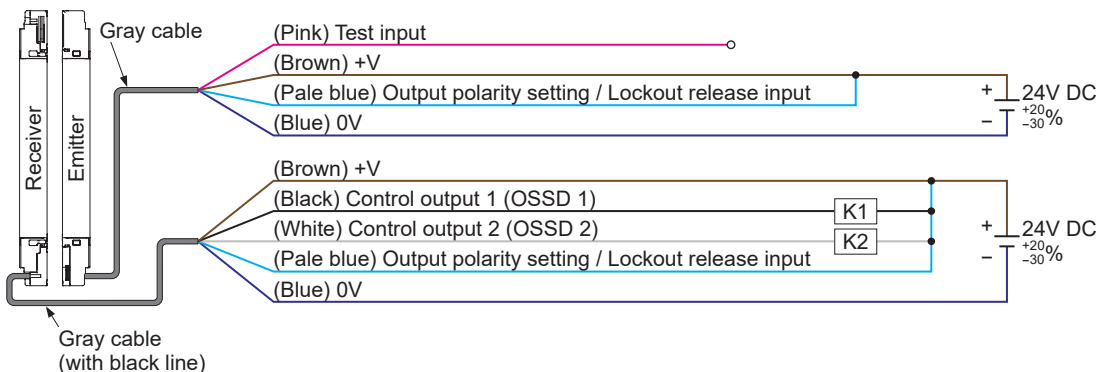 Gray cable
Receiver
Emitter
(Pink) Test input
(Brown) +V
(Pale blue) Output polarity setting / Lockout release input
(Blue) 0V
+
−
24V DC
+20
−30 %
(Brown) +V
(Black) Control output 1 (OSSD 1)
K1
(White) Control output 2 (OSSD 2)
K2
(Pale blue) Output polarity setting / Lockout release input
(Blue) 0V
+
−
24V DC
+20
−30 %
Gray cable
(with black line)